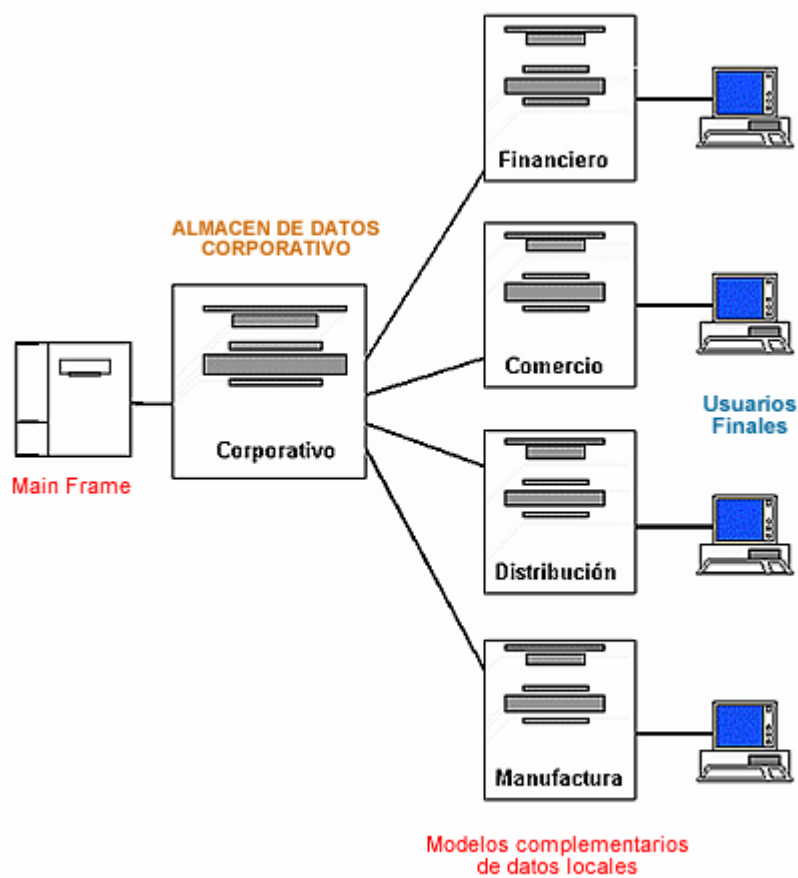 Financiero
ALMACEN DE DATOS
CORPORATIVO
Comercio
Usuarios
Finales
Corporativo
Main Frame
Distribución
Manufactura
Modelos complementarios
de datos locales